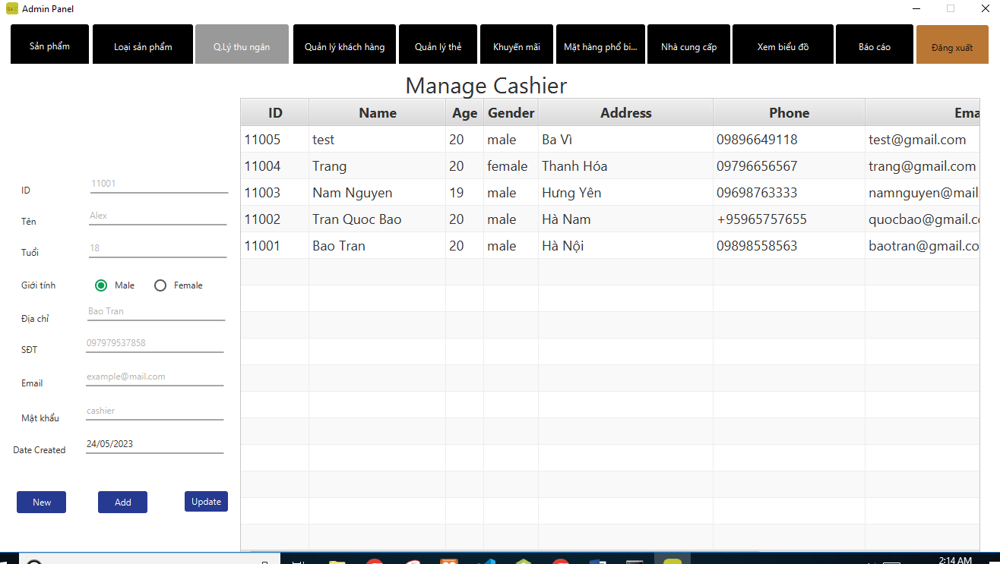 Admin Panel
Sản phẩm Loại sản phẩm Q.Lý thu ngân Quản lý khách hàng Quản lý thẻ Khuyến mãi Mặt hàng phổ bi... Nhà cung cấp Xem biểu đồ Báo cáo Đăng xuất
Manage Cashier
ID Name Age Gender Address Phone Ema
11005 test 20 male Ba Vì 09896649118 test@gmail.com
11004 Trang 20 female Thanh Hóa 09796656567 trang@gmail.com
11003 Nam Nguyen 19 male Hưng Yên 09698763333 namnguyen@mail.
11002 Tran Quoc Bao 20 male Hà Nam +95965757655 quocbao@gmail.co
11001 Bao Tran 20 male Hà Nội 09898558563 baotran@gmail.co
ID 11001
Tên Alex
Tuổi 18
Giới tính Male Female
Địa chỉ Bao Tran
SĐT 097979537858
Email example@mail.com
Mật khẩu cashier
Date Created 24/05/2023
New Add Update
2:14 AM